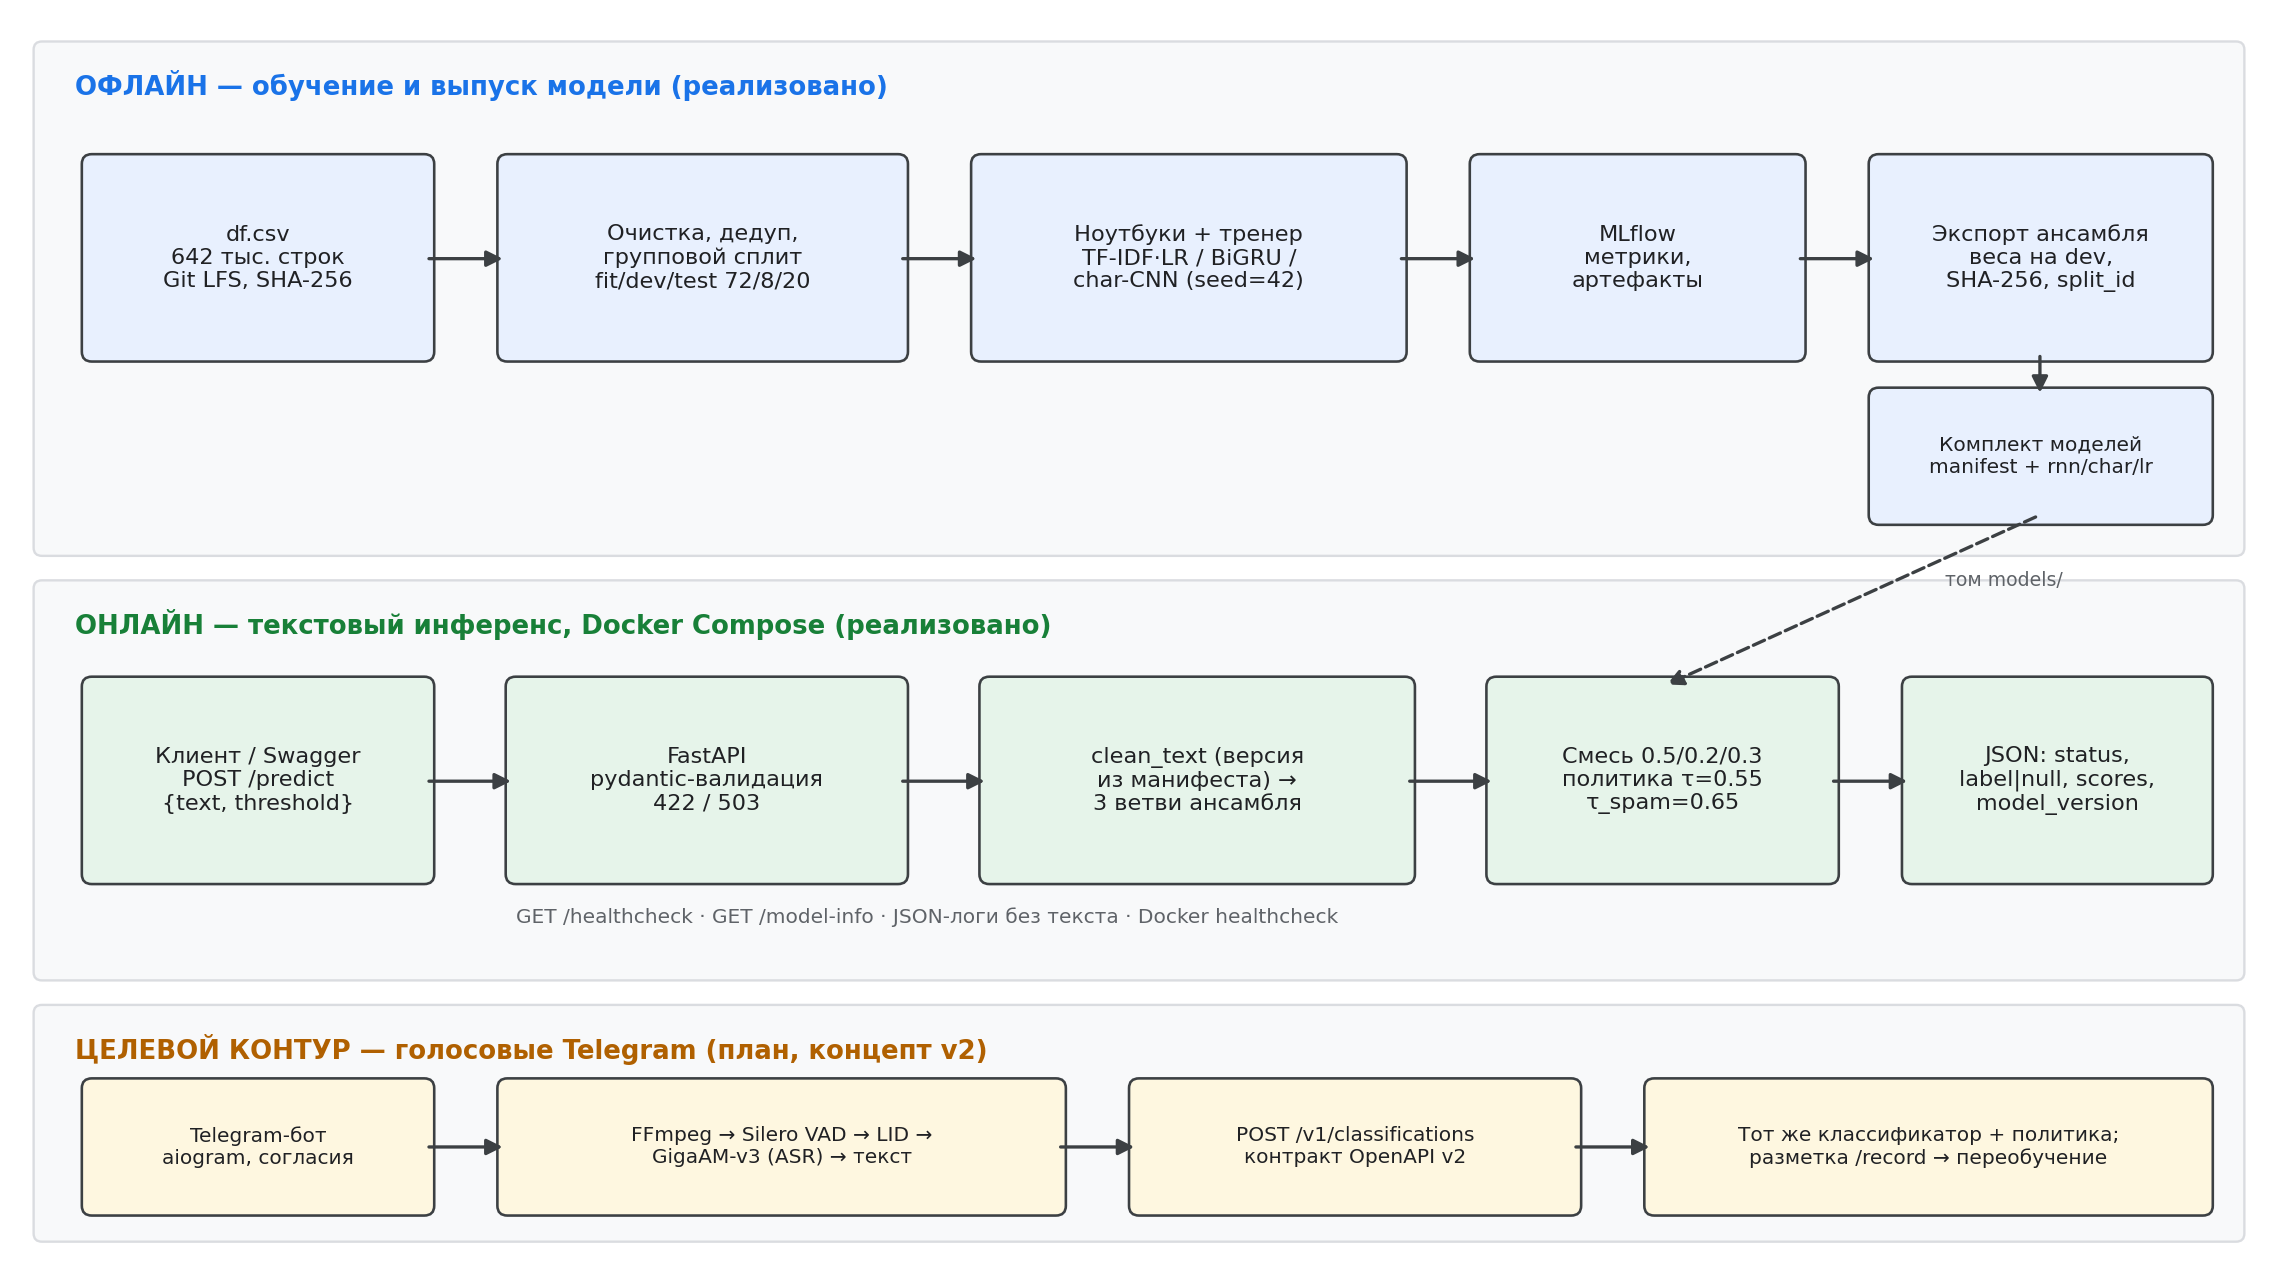 ОФЛАЙН — обучение и выпуск модели (реализовано)
df.csv
642 тыс. строк
Git LFS, SHA-256
Очистка, дедуп,
групповой сплит
fit/dev/test 72/8/20
Ноутбуки + тренер
TF-IDF·LR / BiGRU /
char-CNN (seed=42)
MLflow
метрики,
артефакты
Экспорт ансамбля
веса на dev,
SHA-256, split_id
Комплект моделей
manifest + rnn/char/lr
том models/
ОНЛАЙН — текстовый инференс, Docker Compose (реализовано)
Клиент / Swagger
POST /predict
{text, threshold}
FastAPI
pydantic-валидация
422 / 503
clean_text (версия
из манифеста) →
3 ветви ансамбля
Смесь 0.5/0.2/0.3
политика τ=0.55
τ_spam=0.65
JSON: status,
label|null, scores,
model_version
GET /healthcheck · GET /model-info · JSON-логи без текста · Docker healthcheck
ЦЕЛЕВОЙ КОНТУР — голосовые Telegram (план, концепт v2)
Telegram-бот
aiogram, согласия
FFmpeg → Silero VAD → LID →
GigaAM-v3 (ASR) → текст
POST /v1/classifications
контракт OpenAPI v2
Тот же классификатор + политика;
разметка /record → переобучение